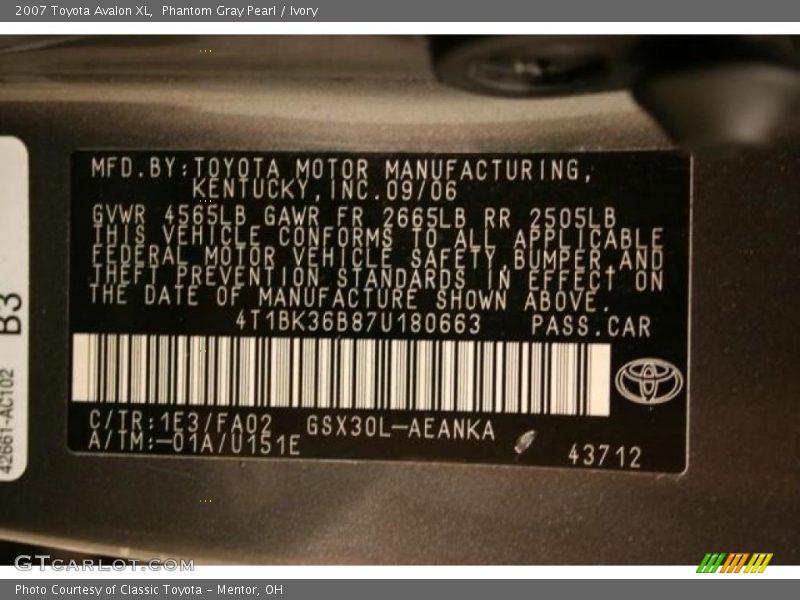 2007 Toyota Avalon XL,  Phantom Gray Pearl / Ivory
MFD.BY:TOYOTA MOTOR MANUFACTURING,
KENTUCKY,INC.09/06
GVWR 4565LB GAWR FR 2665LB RR 2505LB
THIS VEHICLE CONFORMS TO ALL APPLICABLE
FEDERAL MOTOR VEHICLE SAFETY,BUMPER,AND
THEFT PREVENTION STANDARDS IN EFFECT ON
THE DATE OF MANUFACTURE SHOWN ABOVE.
4T1BK36B87U180663 PASS.CAR
C/TR:1E3/FA02 GSX30L-AEANKA
A/TM:-01A/U151E
43712
B3
42661-AC102
GTcarlot.com
Photo Courtesy of Classic Toyota - Mentor, OH